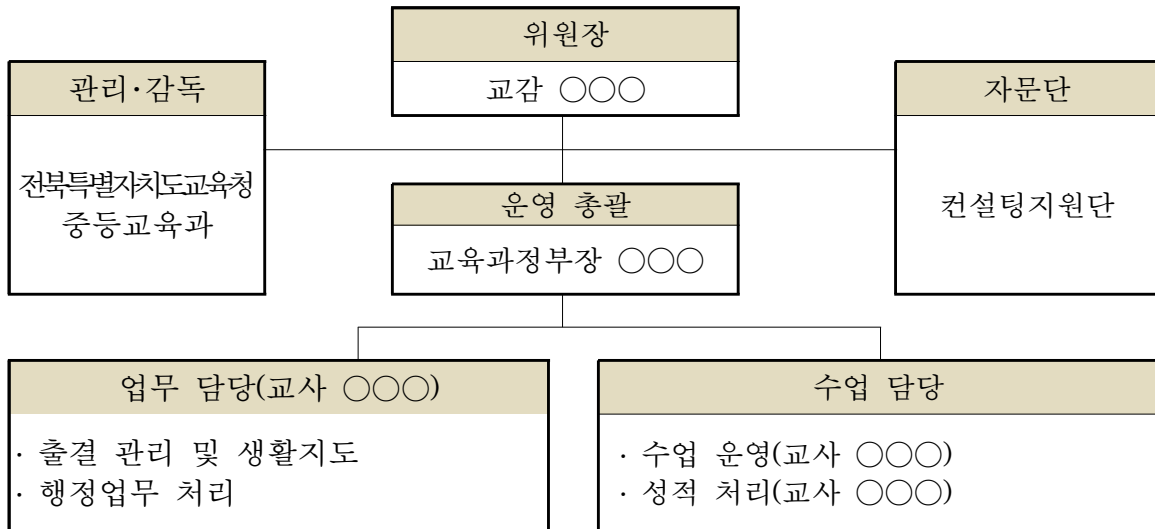 위원장
교감 ○○○
관리·감독
전북특별자치도교육청
중등교육과
자문단
컨설팅지원단
운영 총괄
교육과정부장 ○○○
업무 담당(교사 ○○○)
· 출결 관리 및 생활지도
· 행정업무 처리
수업 담당
· 수업 운영(교사 ○○○)
· 성적 처리(교사 ○○○)